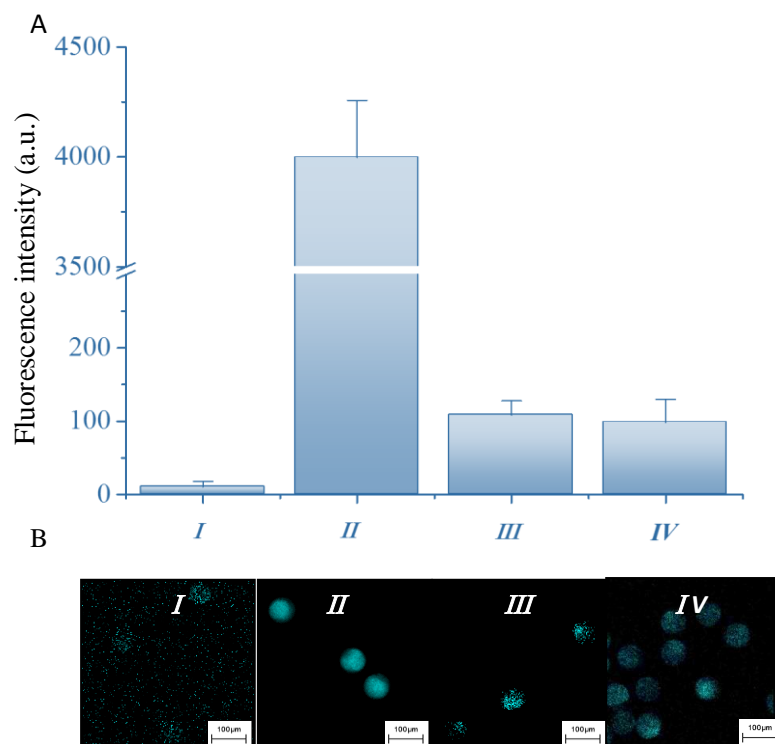 A
Fluorescence intensity (a.u.)
4500
4000
3500
200
100
0
I II III IV
B
I II III IV
100μm 100μm 100μm 100μm